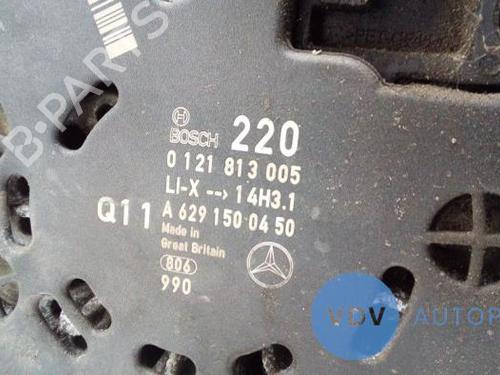 BOSCH 220
0 121 813 005
LI-X --> 14H3.1
Q11 A 629 150 04 50
Made in
Great Britain
806
990
B-PARTS
VDV AUTOP